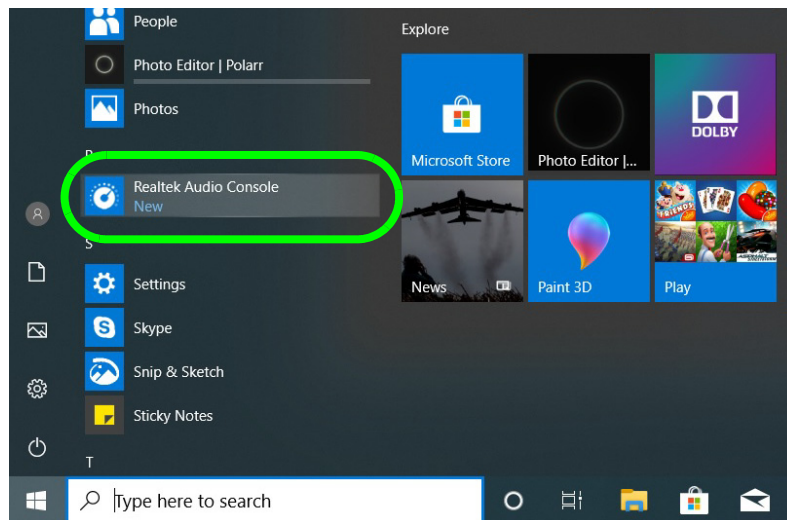 People
Photo Editor | Polarr
Photos
Realtek Audio Console
New
S
Settings
Skype
Snip & Sketch
Sticky Notes
T
Type here to search
Explore
Microsoft Store
Photo Editor |...
DOLBY
News
Paint 3D
FRIENDS
Play